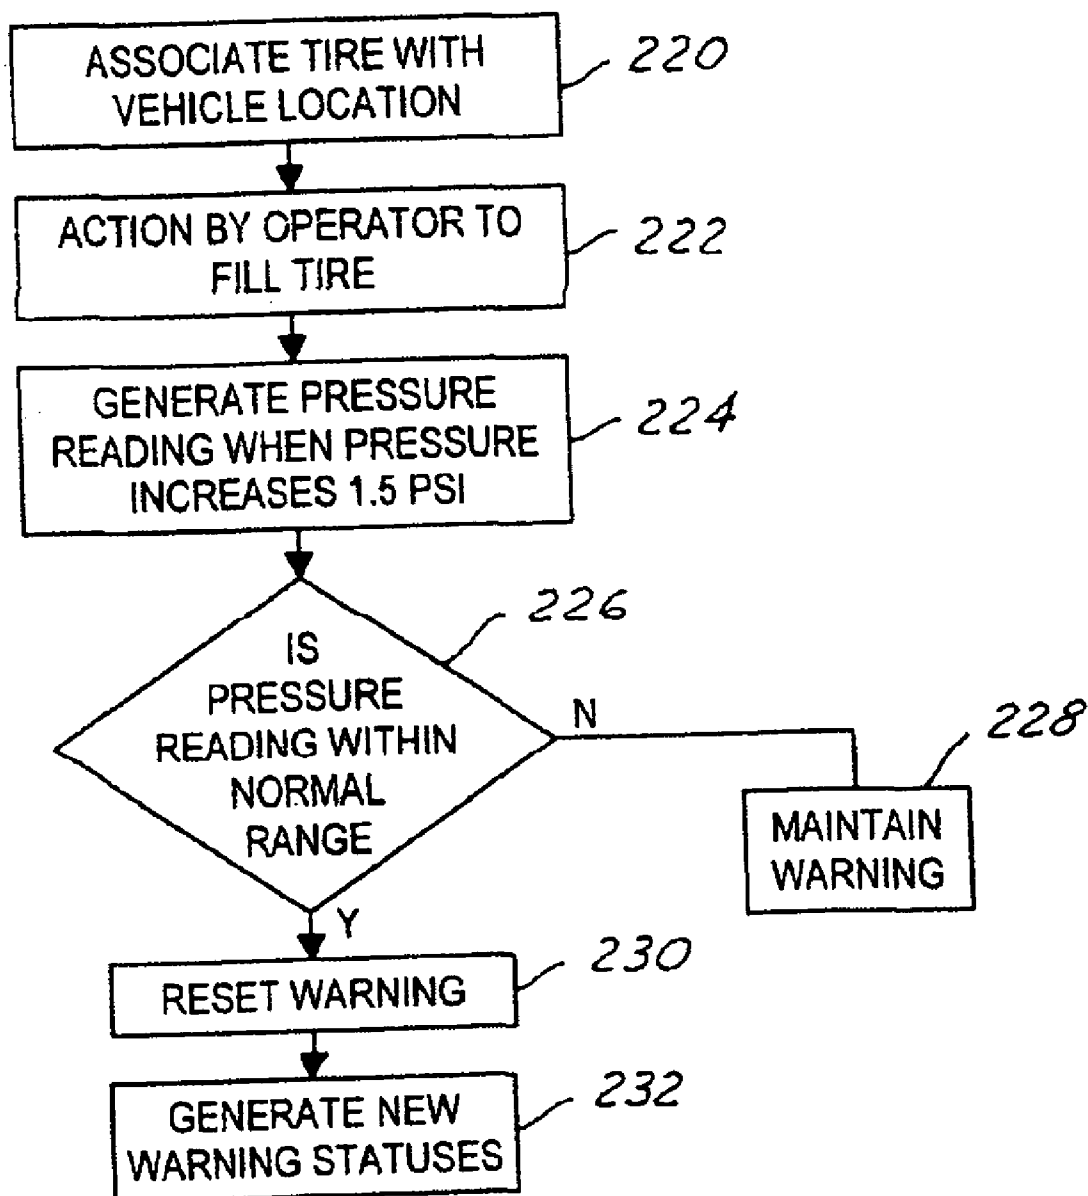 ASSOCIATE TIRE WITH
VEHICLE LOCATION
220
ACTION BY OPERATOR TO
FILL TIRE
222
GENERATE PRESSURE
READING WHEN PRESSURE
INCREASES 1.5 PSI
224
226
IS
PRESSURE
READING WITHIN
NORMAL
RANGE
N
228
MAINTAIN
WARNING
Y
230
RESET WARNING
232
GENERATE NEW
WARNING STATUSES